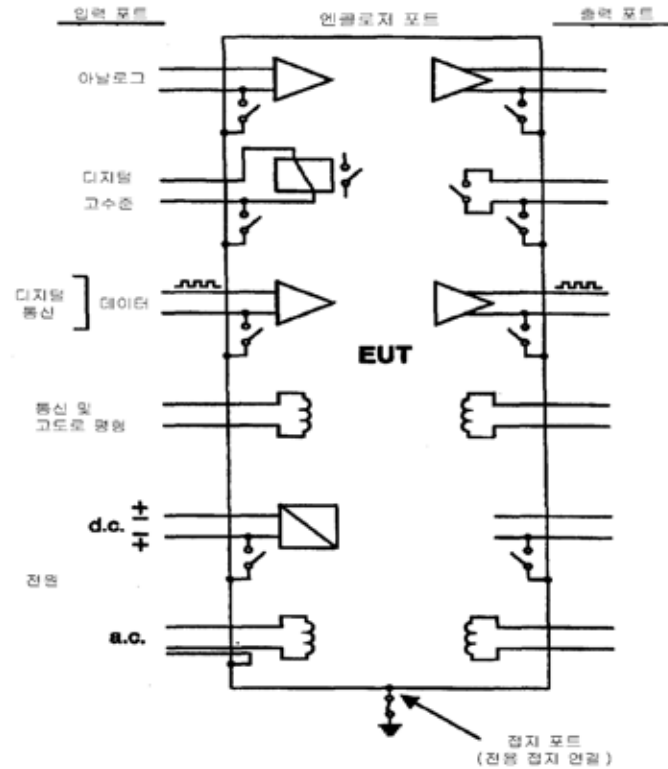 입력 포트
엔클로저 포트
출력 포트
아날로그
디지털
고수준
디지털
통신
데이터
EUT
통신 및
고도로 평형
d.c.
전원
a.c.
접지 포트
(전용 접지 연결)